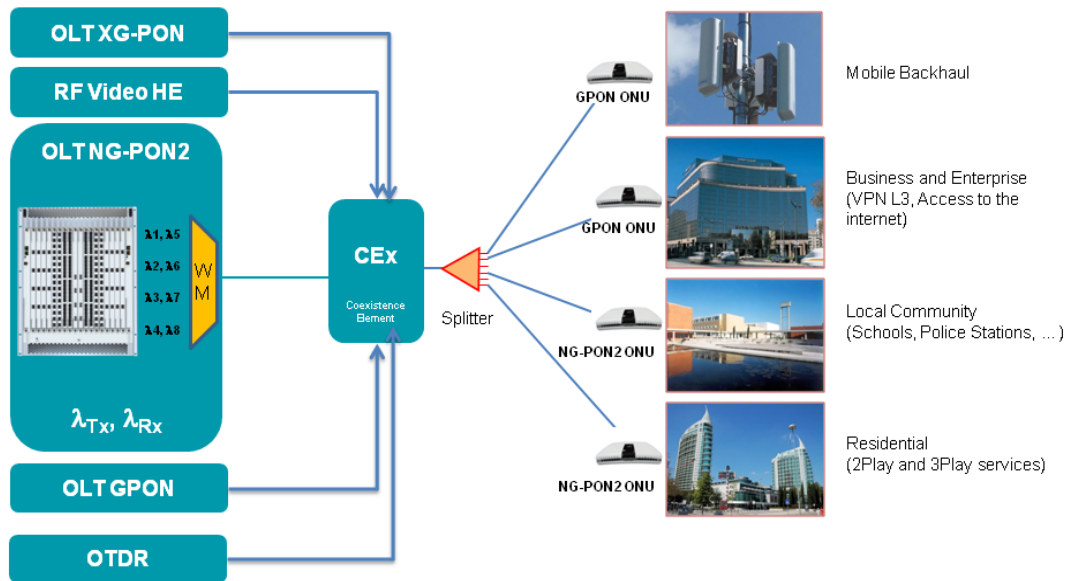 OLT XG-PON
RF Video HE
OLT NG-PON2
λ1, λ5
λ2, λ6
λ3, λ7
λ4, λ8
W
M
λTx, λRx
OLT GPON
OTDR
CEx
Coexistence
Element
Splitter
GPON ONU
Mobile Backhaul
GPON ONU
Business and Enterprise
(VPN L3, Access to the
internet)
NG-PON2 ONU
Local Community
(Schools, Police Stations, ... )
NG-PON2 ONU
Residential
(2Play and 3Play services)